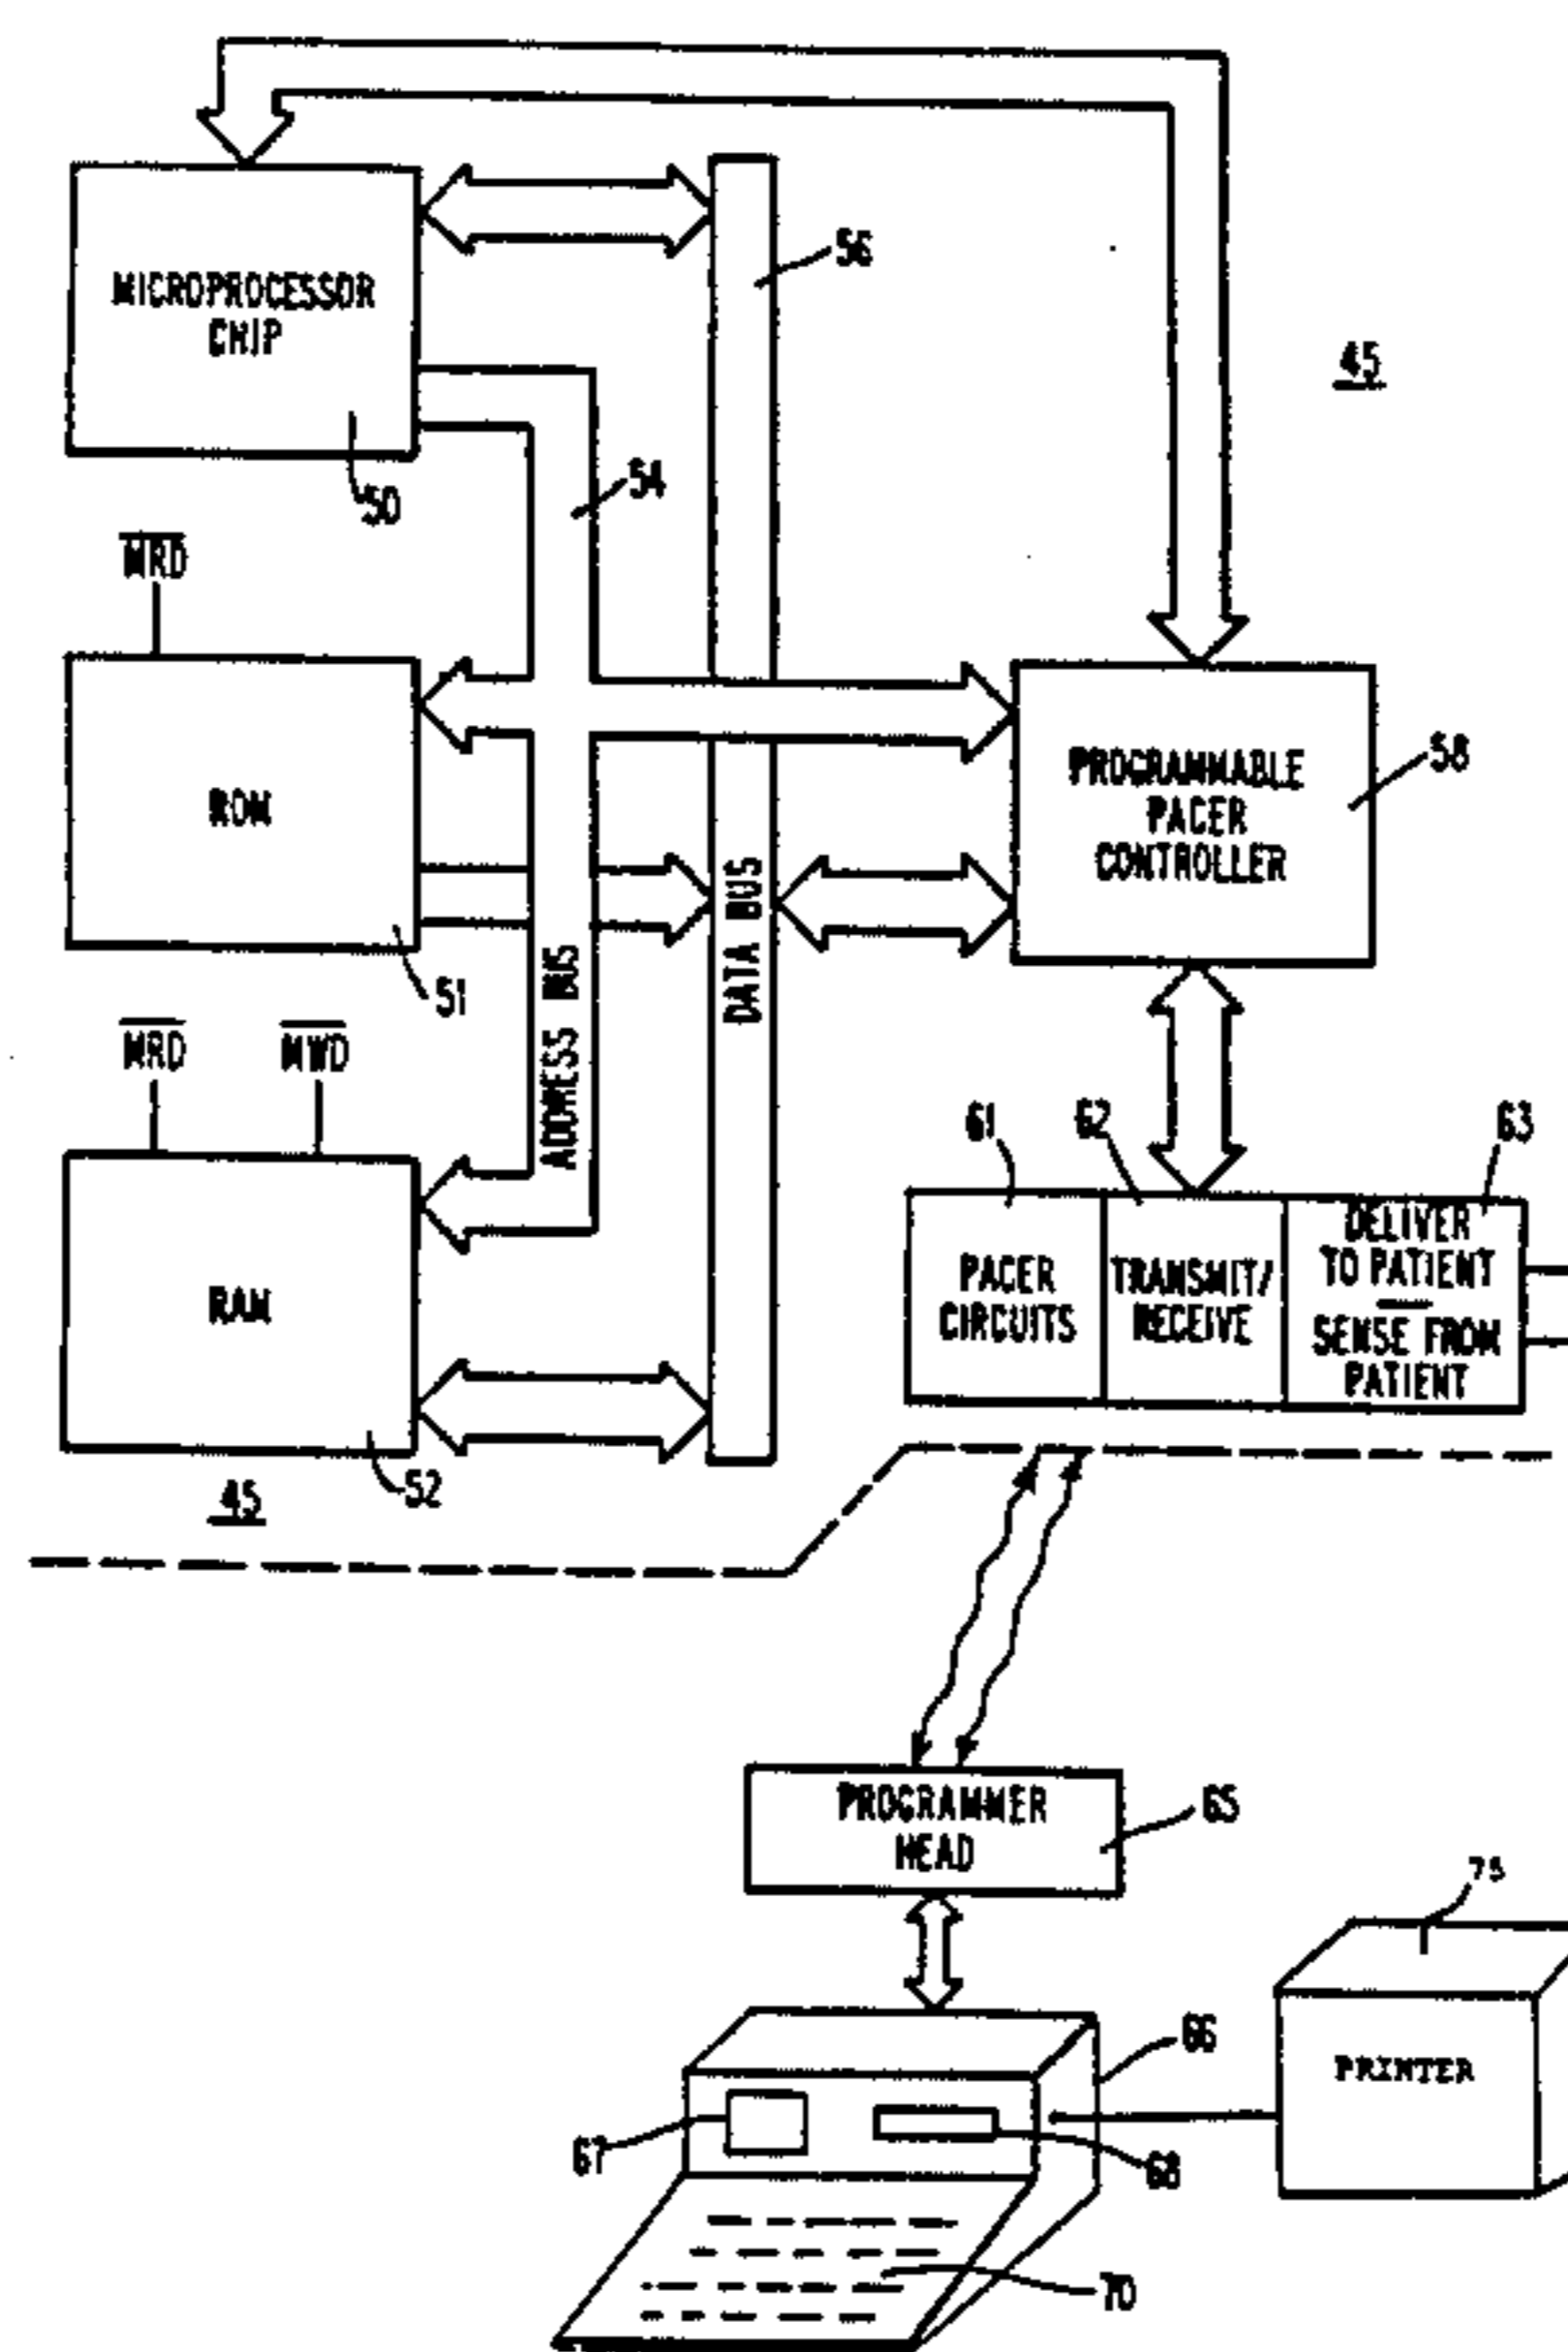 MICROPROCESSOR
CHIP
50
56
45
54
MRD
ROM
51
PROGRAMMABLE
PACER
CONTROLLER
58
ADDRESS BUS
DATA BUS
MRD
MWD
RAM
52
45
61
62
63
PACER
CIRCUITS
TRANSMIT/
RECEIVE
DELIVER
TO PATIENT
SENSE FROM
PATIENT
PROGRAMMER
HEAD
65
75
PRINTER
66
67
68
70